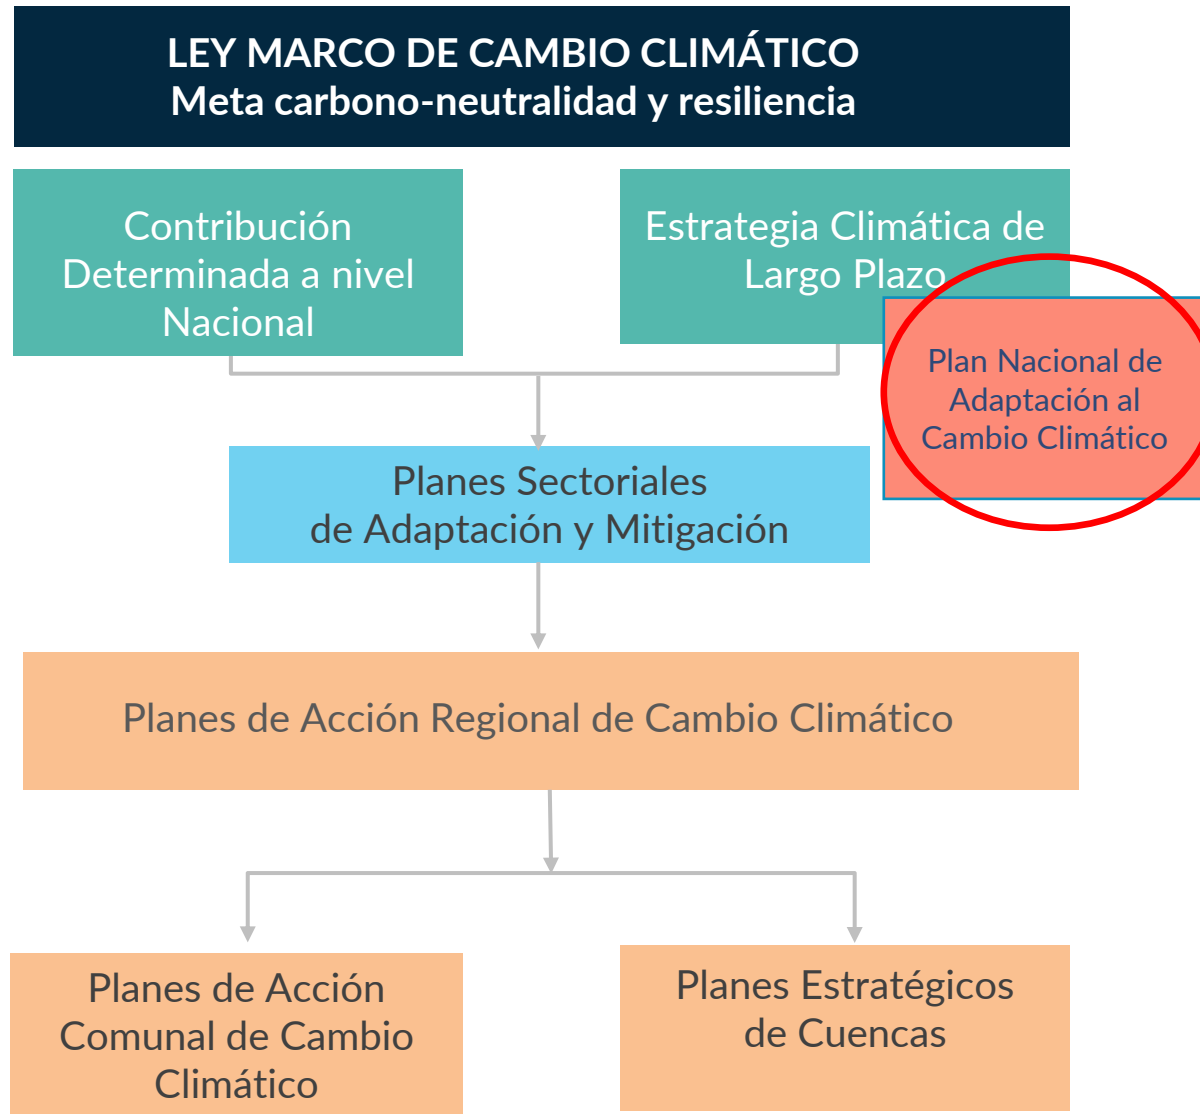 LEY MARCO DE CAMBIO CLIMÁTICO
Meta carbono-neutralidad y resiliencia
Contribución
Determinada a nivel
Nacional
Estrategia Climática de
Largo Plazo
Plan Nacional de
Adaptación al
Cambio Climático
Planes Sectoriales
de Adaptación y Mitigación
Planes de Acción Regional de Cambio Climático
Planes de Acción
Comunal de Cambio
Climático
Planes Estratégicos
de Cuencas